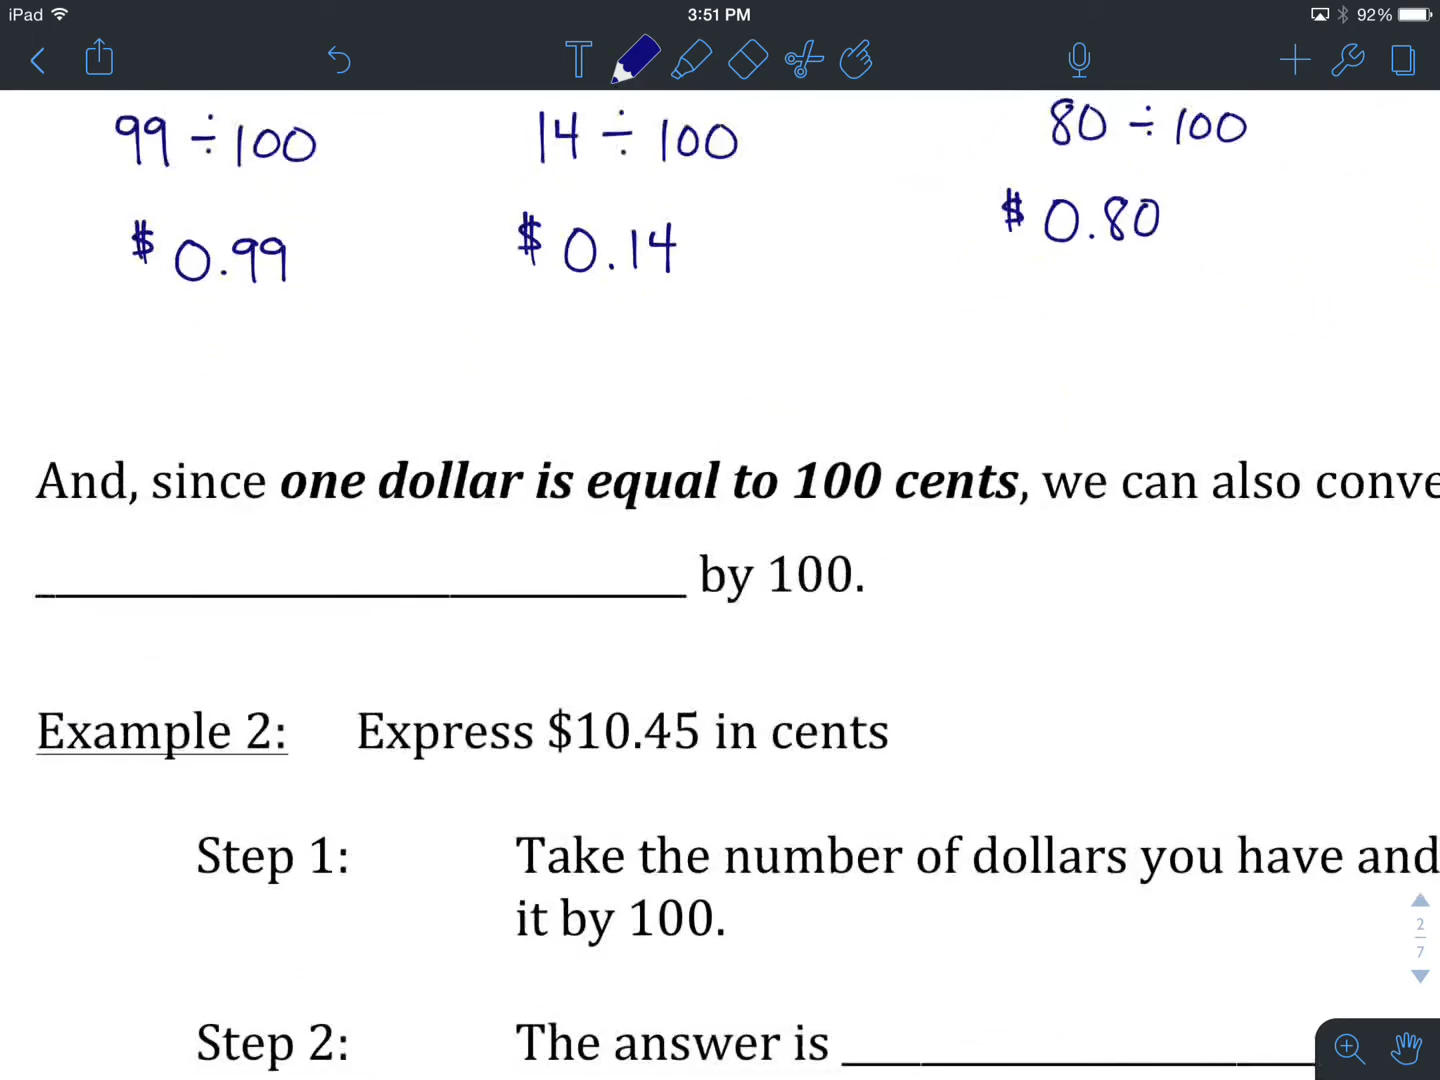 iPad 3:51 PM 92%
99 ÷ 100 14 ÷ 100 80 ÷ 100
$ 0.99 $ 0.14 $ 0.80
And, since one dollar is equal to 100 cents, we can also conve
__________________________ by 100.
Example 2: Express $10.45 in cents
Step 1: Take the number of dollars you have and
it by 100.
2
7
Step 2: The answer is ___________________